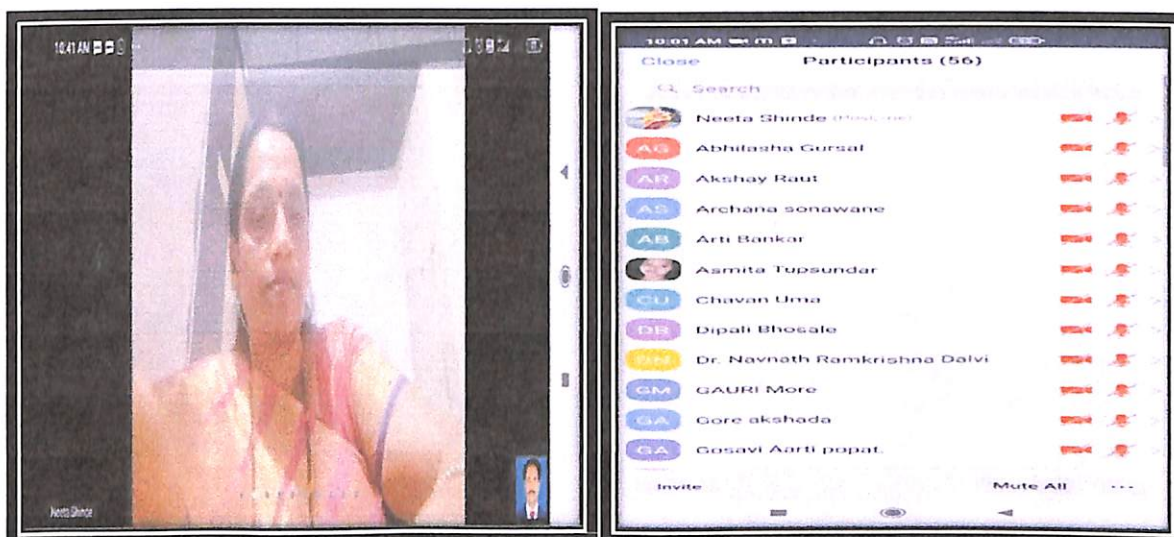 10:41 AM
Neeta Shinde
10:01 AM
Close Participants (56)
Search
Neeta Shinde
AG Abhilasha Gursal
AR Akshay Raut
AS Archana sonawane
AB Arti Bankar
Asmita Tupsundar
CU Chavan Uma
DB Dipali Bhosale
Dr. Navnath Ramkrishna Dalvi
GM GAURI More
GA Gore akshada
GA Gosavi Aarti popat.
Invite Mute All